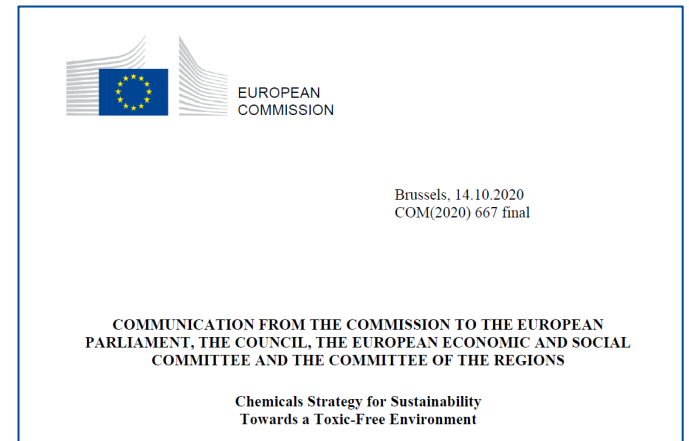 EUROPEAN
COMMISSION
Brussels, 14.10.2020
COM(2020) 667 final
COMMUNICATION FROM THE COMMISSION TO THE EUROPEAN
PARLIAMENT, THE COUNCIL, THE EUROPEAN ECONOMIC AND SOCIAL
COMMITTEE AND THE COMMITTEE OF THE REGIONS
Chemicals Strategy for Sustainability
Towards a Toxic-Free Environment